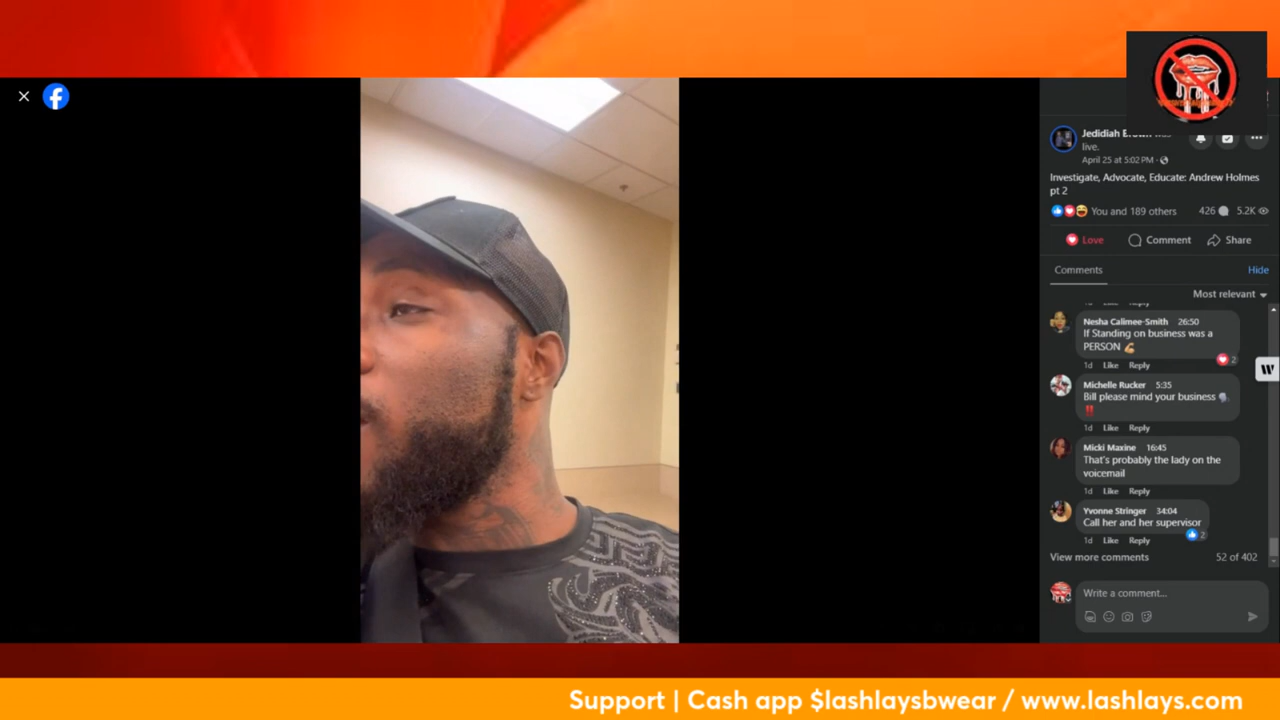 Jedidiah Brown was
live.
April 25 at 5:02 PM
Investigate, Advocate, Educate: Andrew Holmes
pt 2
You and 189 others 426 5.2K
Love Comment Share
Comments Hide
Most relevant
Nesha Calimee-Smith 26:50
If Standing on business was a
PERSON
2
1d Like Reply
Michelle Rucker 5:35
Bill please mind your business
1d Like Reply
Micki Maxine 16:45
That's probably the lady on the
voicemail
1d Like Reply
Yvonne Stringer 34:04
Call her and her supervisor
2
1d Like Reply
View more comments 52 of 402
Write a comment...
W
Support | Cash app $lashlaysbwear / www.lashlays.com